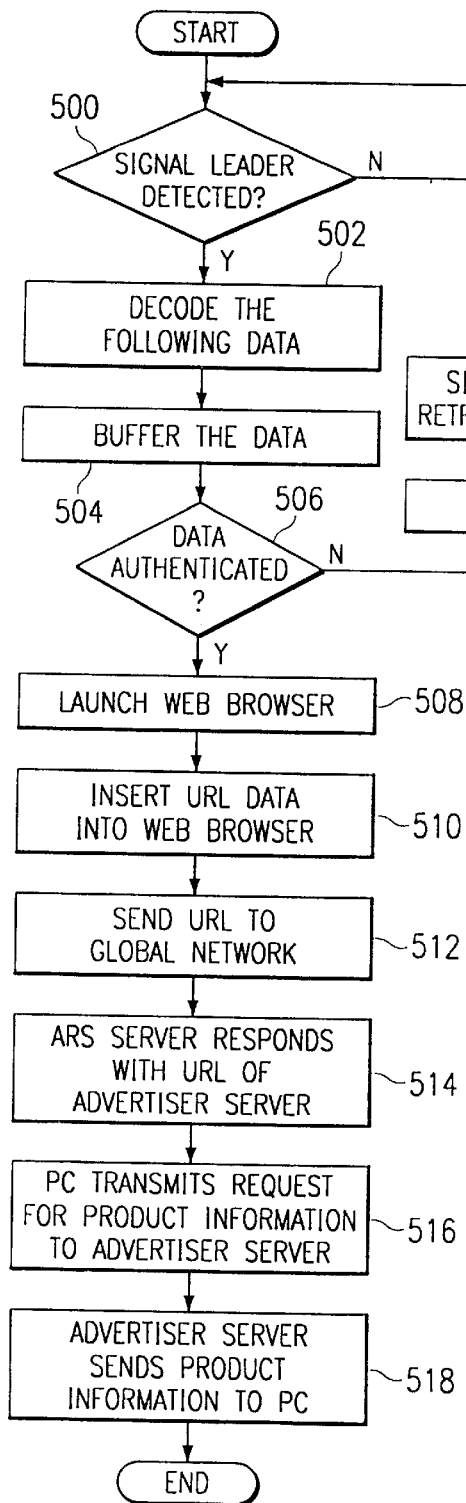 START
500
SIGNAL LEADER
DETECTED?
N
Y
502
DECODE THE
FOLLOWING DATA
BUFFER THE DATA
504
506
DATA
AUTHENTICATED
?
N
Y
LAUNCH WEB BROWSER
508
INSERT URL DATA
INTO WEB BROWSER
510
SEND URL TO
GLOBAL NETWORK
512
ARS SERVER RESPONDS
WITH URL OF
ADVERTISER SERVER
514
PC TRANSMITS REQUEST
FOR PRODUCT INFORMATION
TO ADVERTISER SERVER
516
ADVERTISER SERVER
SENDS PRODUCT
INFORMATION TO PC
518
END